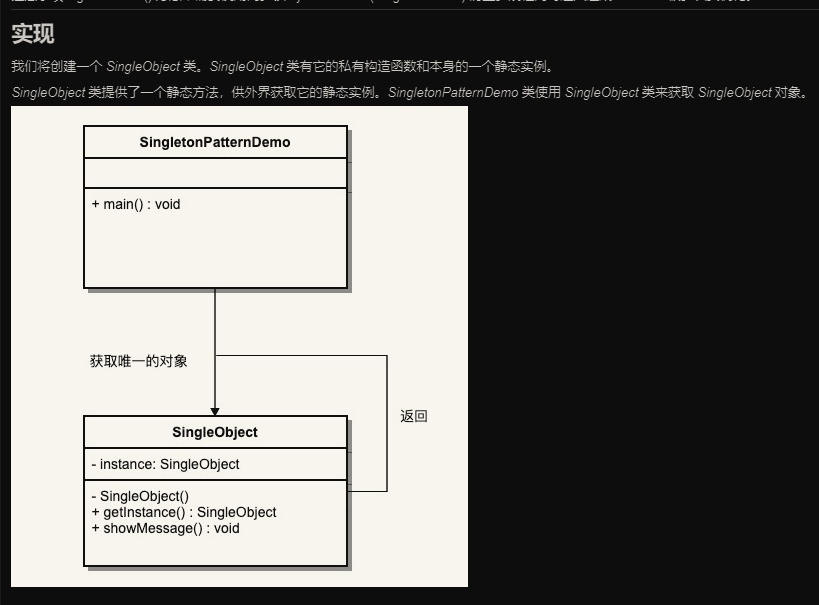 实现
我们将创建一个 SingleObject 类。SingleObject 类有它的私有构造函数和本身的一个静态实例。
SingleObject 类提供了一个静态方法，供外界获取它的静态实例。SingletonPatternDemo 类使用 SingleObject 类来获取 SingleObject 对象。
SingletonPatternDemo
+ main() : void
获取唯一的对象
返回
SingleObject
- instance: SingleObject
- SingleObject()
+ getInstance() : SingleObject
+ showMessage() : void